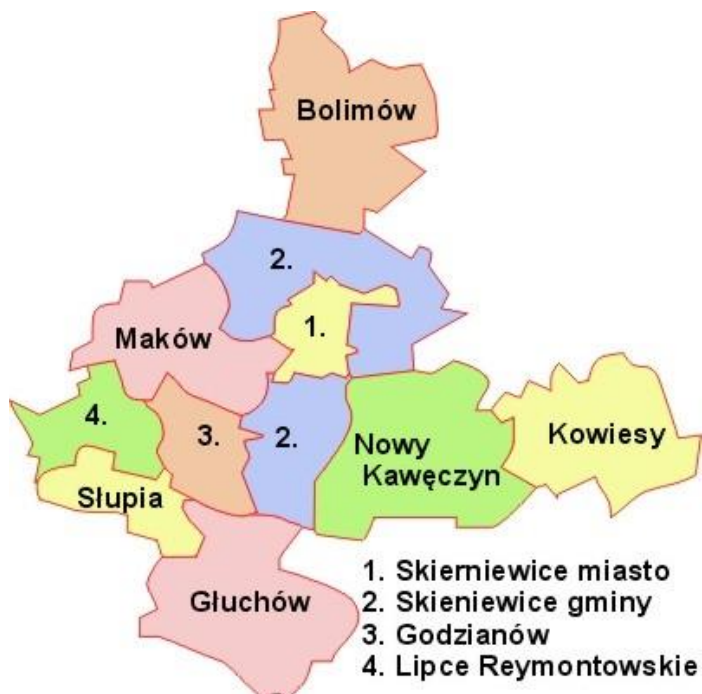 Bolimów
2.
1.
Maków
4.
3.
2.
Nowy
Kawęczyn
Kowiesy
Słupia
Głuchów
1. Skierniewice miasto
2. Skieniewice gminy
3. Godzianów
4. Lipce Reymontowskie